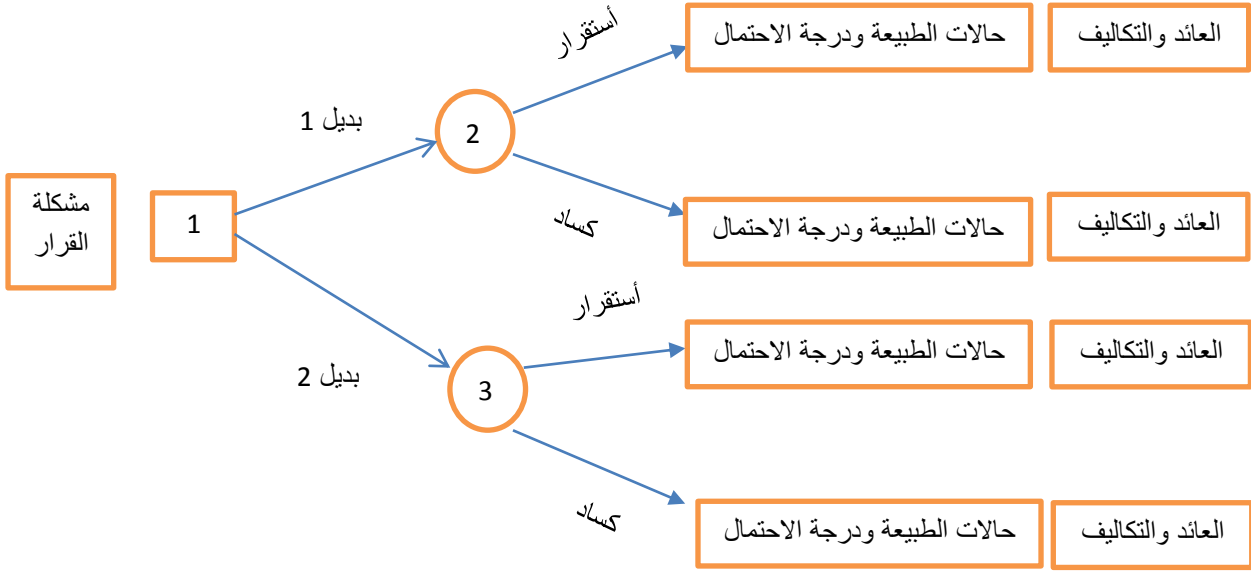 أستقرار
حالات الطبيعة ودرجة الاحتمال
العائد والتكاليف
بديل 1
2
مشكلة
القرار
1
كساد
حالات الطبيعة ودرجة الاحتمال
العائد والتكاليف
أستقرار
حالات الطبيعة ودرجة الاحتمال
العائد والتكاليف
بديل 2
3
كساد
حالات الطبيعة ودرجة الاحتمال
العائد والتكاليف